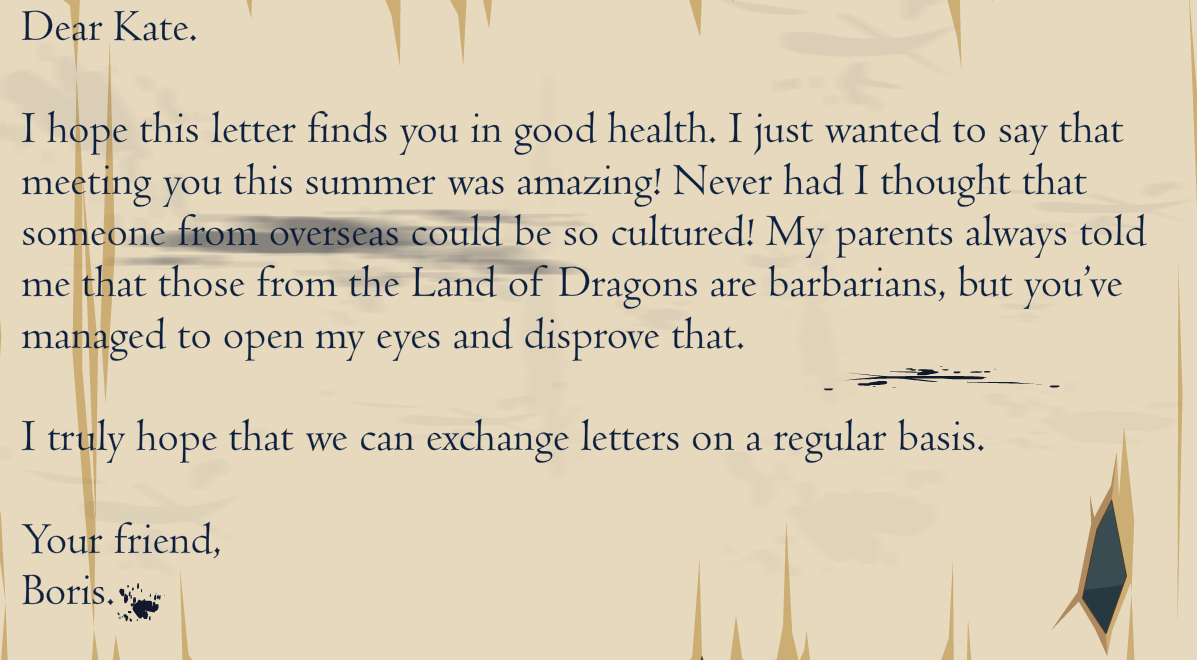 Dear Kate.
I hope this letter finds you in good health. I just wanted to say that
meeting you this summer was amazing! Never had I thought that
someone from overseas could be so cultured! My parents always told
me that those from the Land of Dragons are barbarians, but you’ve
managed to open my eyes and disprove that.
I truly hope that we can exchange letters on a regular basis.
Your friend,
Boris.